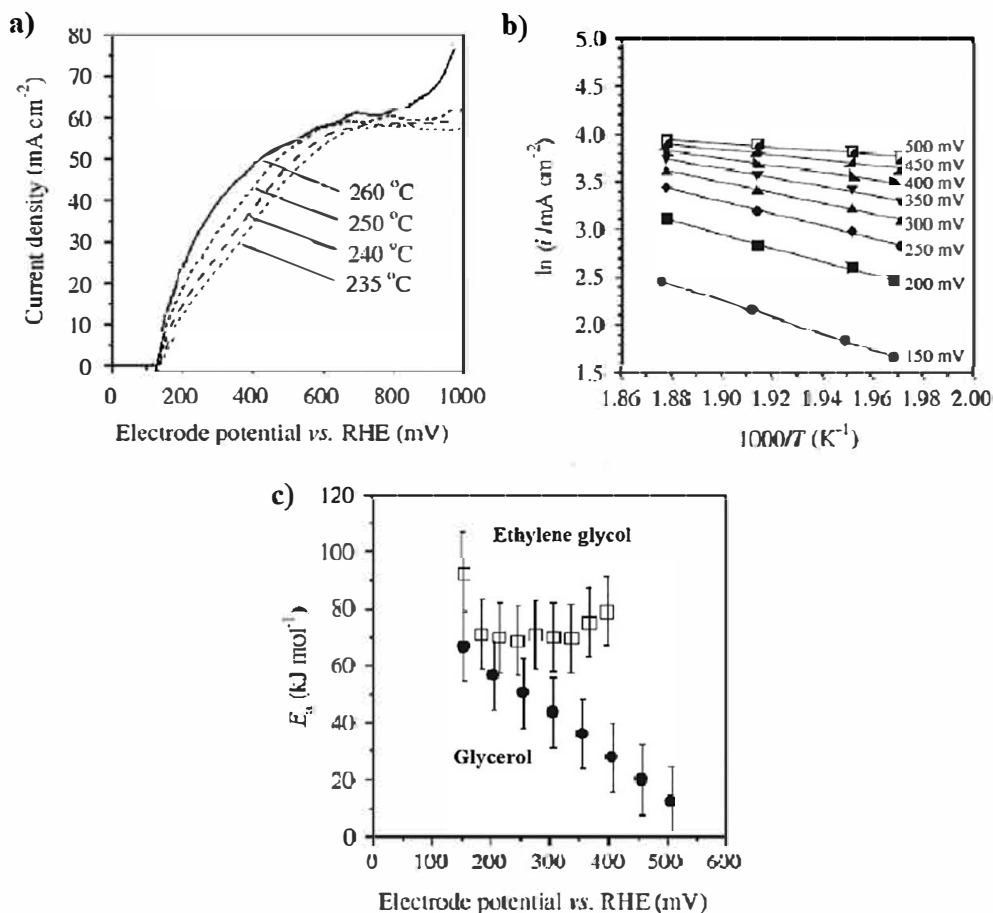 a)
80
70
60
50
40
30
20
10
0
Current density (mA cm⁻²)
260 °C
250 °C
240 °C
235 °C
0
200
400
600
800
1000
Electrode potential vs. RHE (mV)
b)
5.0
4.5
4.0
3.5
3.0
2.5
2.0
1.5
ln (i /mA cm⁻²)
500 mV
450 mV
400 mV
350 mV
300 mV
250 mV
200 mV
150 mV
1.86
1.88
1.90
1.92
1.94
1.96
1.98
2.00
1000/T (K⁻¹)
c)
120
100
80
60
40
20
0
Eₐ (kJ mol⁻¹)
Ethylene glycol
Glycerol
0
100
200
300
400
500
600
Electrode potential vs. RHE (mV)